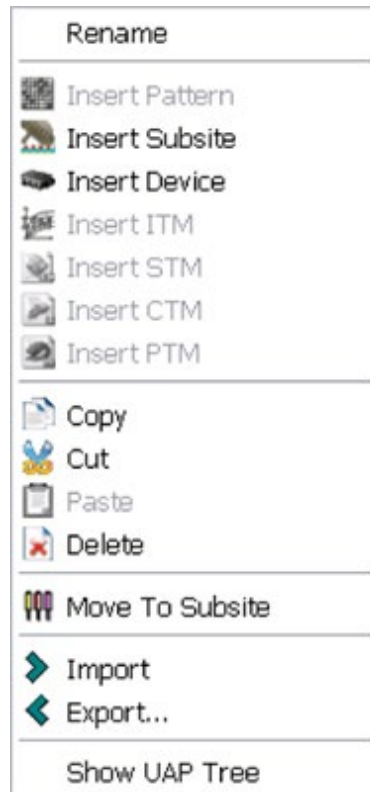 Rename
Insert Pattern
Insert Subsite
Insert Device
Insert ITM
Insert STM
Insert CTM
Insert PTM
Copy
Cut
Paste
Delete
Move To Subsite
Import
Export...
Show UAP Tree